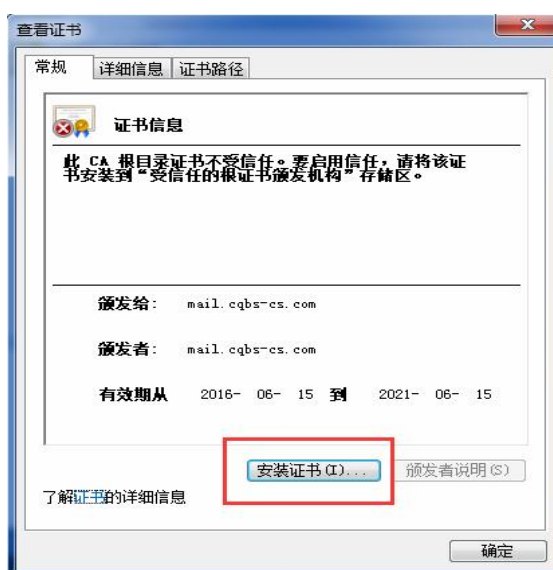 查看证书
常规 详细信息 证书路径
证书信息
此 CA 根目录证书不受信任。要启用信任，请将该证
书安装到“受信任的根证书颁发机构”存储区。
颁发给: mail.cqbs-cs.com
颁发者: mail.cqbs-cs.com
有效期从 2016- 06- 15 到 2021- 06- 15
安装证书(I)... 颁发者说明(S)
了解证书的详细信息
确定